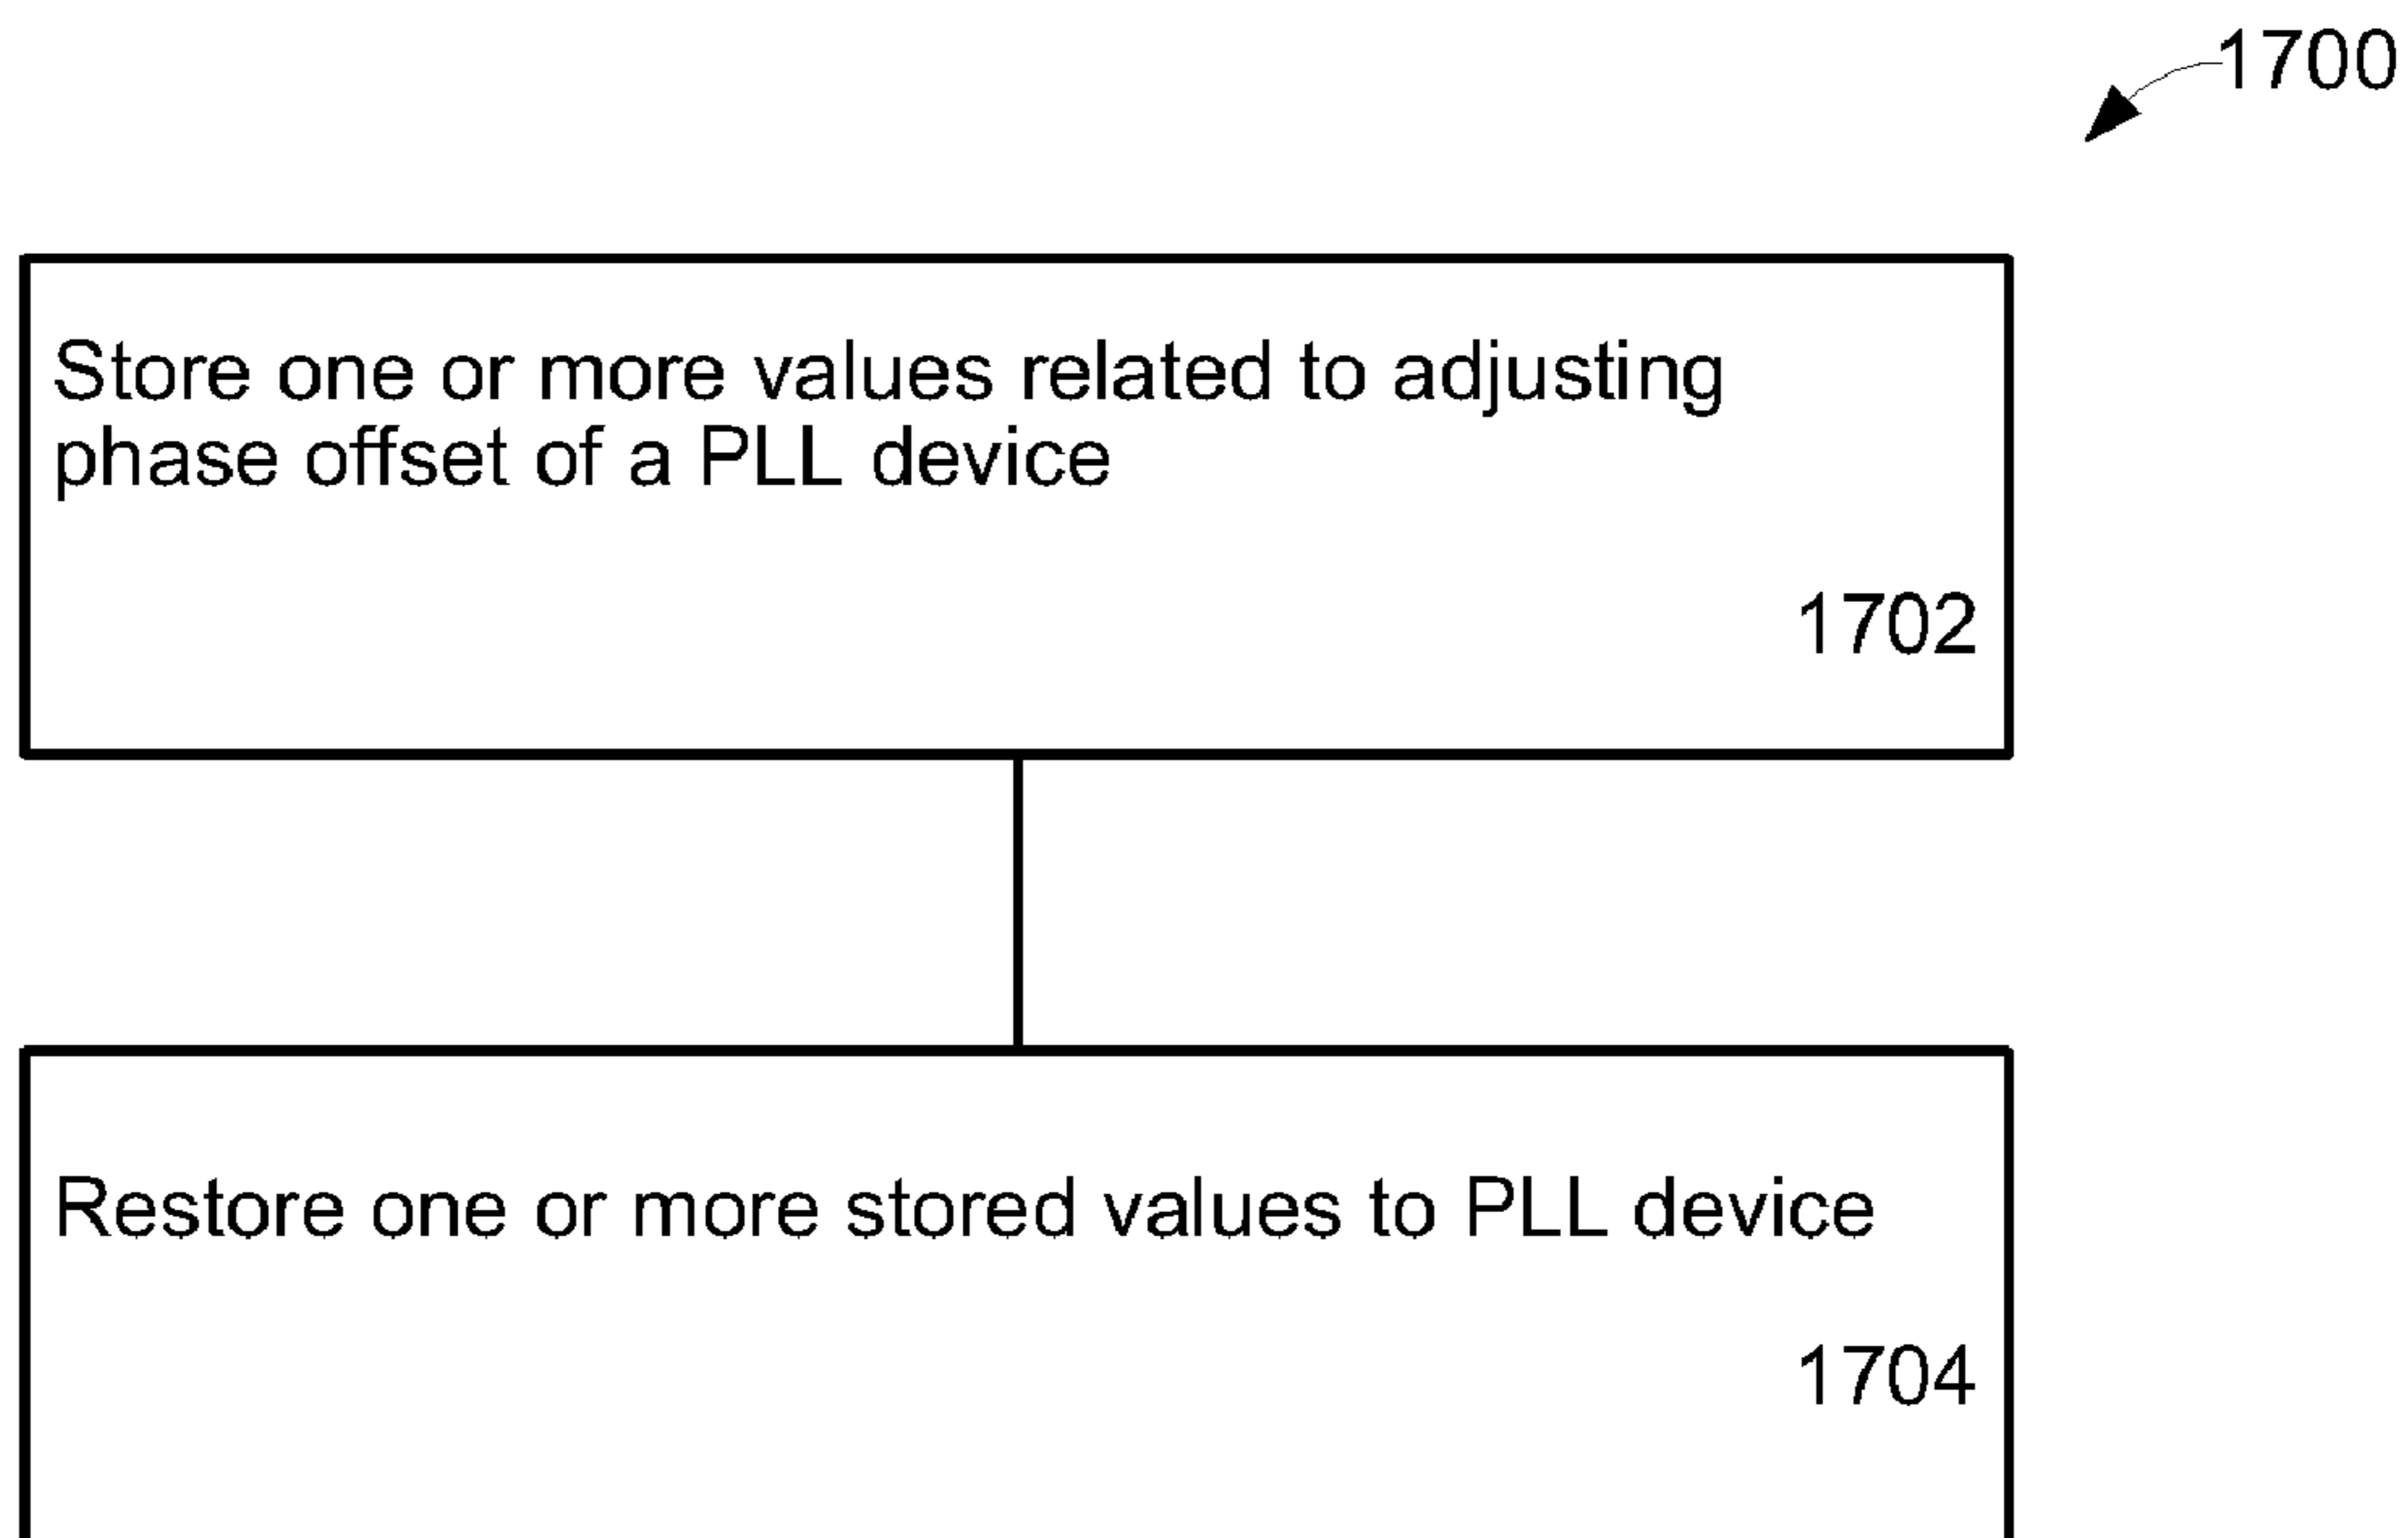 1700
Store one or more values related to adjusting
phase offset of a PLL device
1702
Restore one or more stored values to PLL device
1704